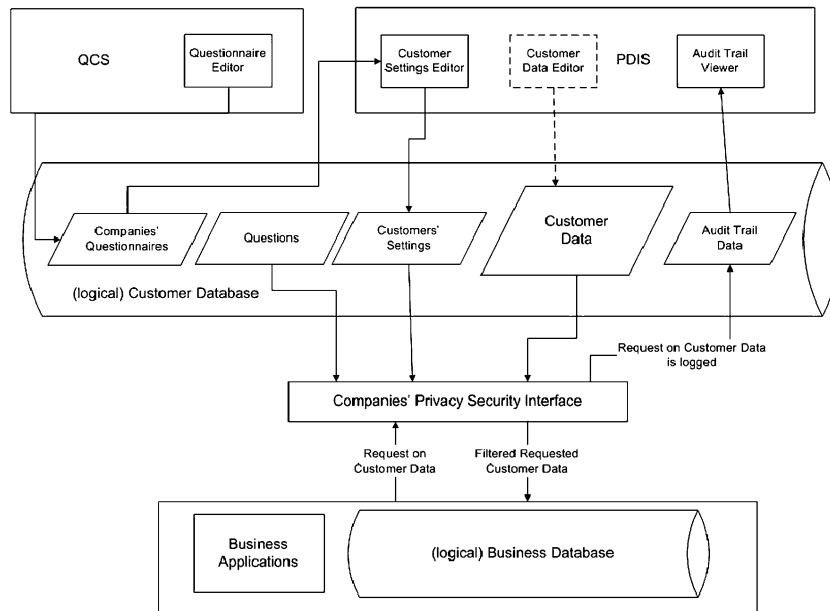 QCS
Questionnaire
Editor
Customer
Settings Editor
Customer
Data Editor
PDIS
Audit Trail
Viewer
Companies'
Questionnaires
Questions
Customers'
Settings
Customer
Data
Audit Trail
Data
(logical) Customer Database
Request on Customer Data
is logged
Companies' Privacy Security Interface
Request on
Customer Data
Filtered Requested
Customer Data
Business
Applications
(logical) Business Database